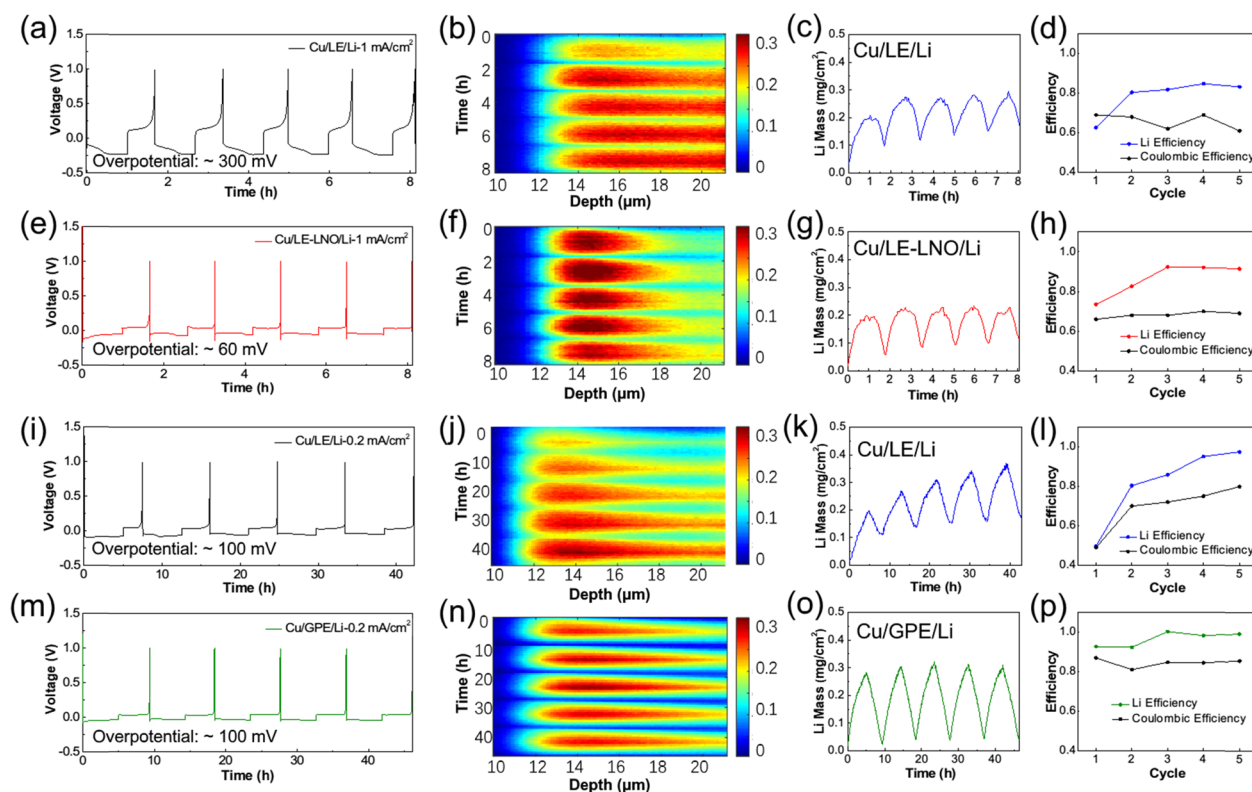 (a)
Cu/LE/Li-1 mA/cm²
Overpotential: ~ 300 mV
Voltage (V)
1.5
1.0
0.5
0.0
-0.5
0 2 4 6 8
Time (h)
(b)
Time (h)
0
2
4
6
8
10 12 14 16 18 20
Depth (µm)
0.3
0.2
0.1
0
(c)
Cu/LE/Li
Li Mass (mg/cm²)
0.5
0.4
0.3
0.2
0.1
0.0
0 1 2 3 4 5 6 7 8
Time (h)
(d)
Efficiency
1.0
0.8
0.6
0.4
Li Efficiency
Coulombic Efficiency
1 2 3 4 5
Cycle
(e)
Cu/LE-LNO/Li-1 mA/cm²
Overpotential: ~ 60 mV
Voltage (V)
1.5
1.0
0.5
0.0
-0.5
0 2 4 6 8
Time (h)
(f)
Time (h)
0
2
4
6
8
10 12 14 16 18 20
Depth (µm)
0.3
0.2
0.1
0
(g)
Cu/LE-LNO/Li
Li Mass (mg/cm²)
0.5
0.4
0.3
0.2
0.1
0.0
0 1 2 3 4 5 6 7 8
Time (h)
(h)
Efficiency
1.0
0.8
0.6
0.4
Li Efficiency
Coulombic Efficiency
1 2 3 4 5
Cycle
(i)
Cu/LE/Li-0.2 mA/cm²
Overpotential: ~ 100 mV
Voltage (V)
1.5
1.0
0.5
0.0
-0.5
0 10 20 30 40
Time (h)
(j)
Time (h)
0
10
20
30
40
10 12 14 16 18 20
Depth (µm)
0.3
0.2
0.1
0
(k)
Cu/LE/Li
Li Mass (mg/cm²)
0.5
0.4
0.3
0.2
0.1
0.0
0 10 20 30 40
Time (h)
(l)
Efficiency
1.0
0.8
0.6
0.4
Li Efficiency
Coulombic Efficiency
1 2 3 4 5
Cycle
(m)
Cu/GPE/Li-0.2 mA/cm²
Overpotential: ~ 100 mV
Voltage (V)
1.5
1.0
0.5
0.0
-0.5
0 10 20 30 40
Time (h)
(n)
Time (h)
0
10
20
30
40
10 12 14 16 18 20
Depth (µm)
0.3
0.2
0.1
0
(o)
Cu/GPE/Li
Li Mass (mg/cm²)
0.5
0.4
0.3
0.2
0.1
0.0
0 10 20 30 40
Time (h)
(p)
Efficiency
1.0
0.8
0.6
0.4
Li Efficiency
Coulombic Efficiency
1 2 3 4 5
Cycle